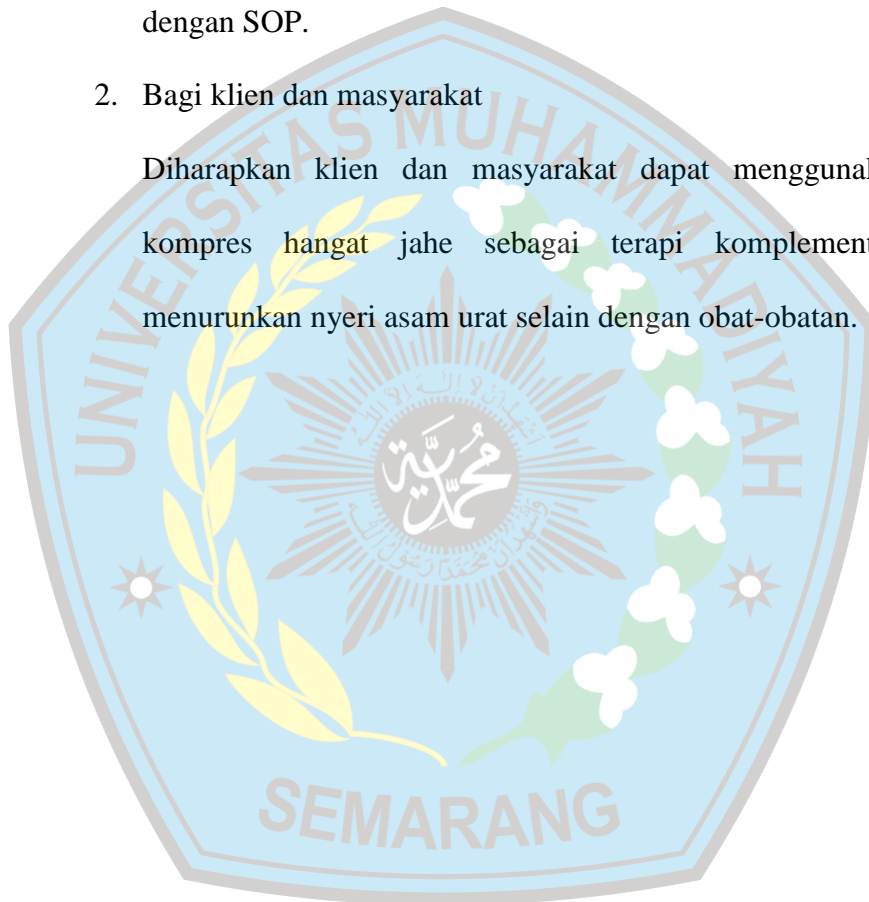 dengan SOP.
2. Bagi klien dan masyarakat
Diharapkan klien dan masyarakat dapat menggunal
kompres hangat jahe sebagai terapi komplement
menurunkan nyeri asam urat selain dengan obat-obatan.
UNIVERSITAS MUHAMMADIYAH
SEMARANG